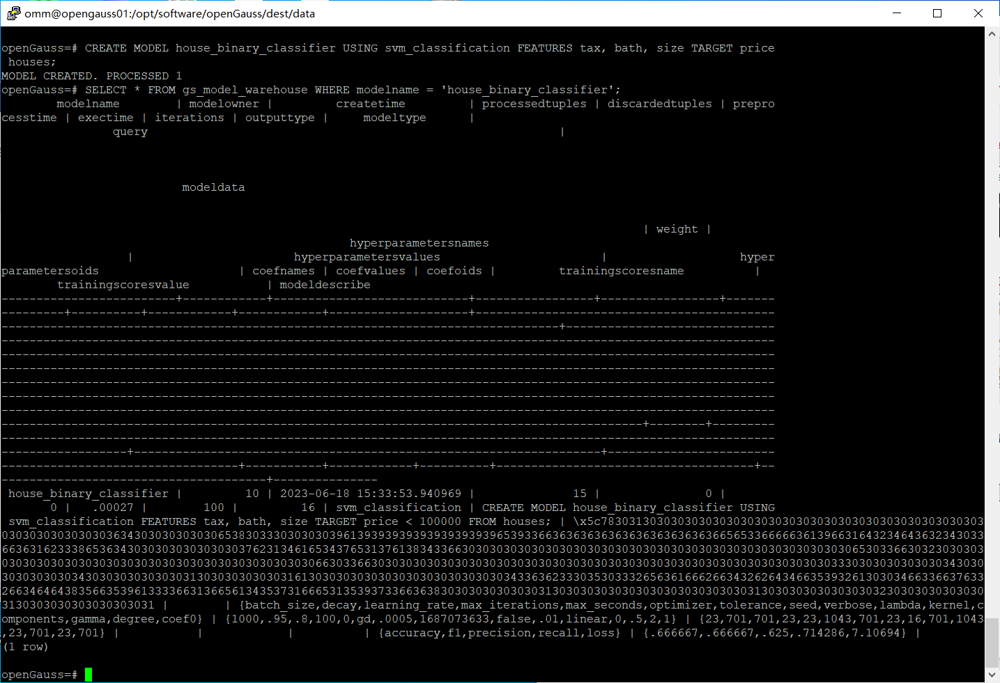 omm@opengauss01:/opt/software/openGauss/dest/data
openGauss=# CREATE MODEL house_binary_classifier USING svm_classification FEATURES tax, bath, size TARGET price
houses;
MODEL CREATED. PROCESSED 1
openGauss=# SELECT * FROM gs_model_warehouse WHERE modelname = 'house_binary_classifier';
modelname | modelowner | createtime | processedtuples | discardedtuples | prepro
cesstime | exectime | iterations | outputtype | modeltype |
query |
modeldata
| weight |
hyperparametersnames
| hyperparametersvalues | hyper
parametersoids | coefnames | coefvalues | coefoids | trainingscoresname |
trainingscoresvalue | modeldescribe
house_binary_classifier | 10 | 2023-06-18 15:33:53.940969 | 15 | 0 |
0 | .00027 | 100 | 16 | svm_classification | CREATE MODEL house_binary_classifier USING
svm_classification FEATURES tax, bath, size TARGET price < 100000 FROM houses; |
3130303030303030303031 | | {batch_size,decay,learning_rate,max_iterations,max_seconds,optimizer,tolerance,seed,verbose,lambda,kernel,c
omponents,gamma,degree,coef0} | {1000,.95,.8,100,0,gd,.0005,1687073633,false,.01,linear,0,.5,2,1} | {23,701,701,23,23,1043,701,23,16,701,1043
,23,701,23,701} | | | | {accuracy,f1,precision,recall,loss} | {.666667,.666667,.625,.714286,7.10694} |
(1 row)
openGauss=#